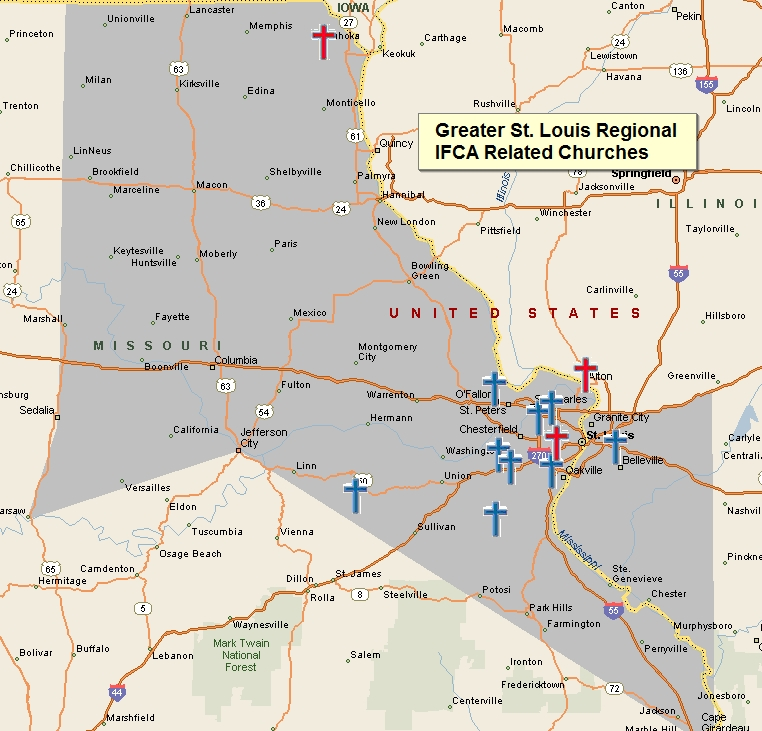 Lancaster
IOWA
Canton
Pekin
Unionville
Memphis
27
Macomb
Princeton
Carthage
24
Keokuk
Lewistown
Havana
136
155
63
Milan
Kirksville
Edina
Monticello
Rushville
Lincoln
Trenton
Greater St. Louis Regional
IFCA Related Churches
61
Quincy
LinNeus
Chillicothe
Brookfield
Shelbyville
Palmyra
Illinois
78
Springfield
Marceline
Macon
Jacksonville
36
24
Hannibal
ILLINOI
65
New London
Winchester
Pittsfield
Taylorville
Keytesville
Huntsville
Moberly
Paris
Bowling
Green
55
24
Carlinville
Marshall
Fayette
Mexico
UNITED STATES
Hillsboro
MISSOURI
Montgomery
City
Boonville
Columbia
Alton
Greenville
63
Fulton
Warrenton
O'Fallon
Sedalia
54
St. Peters
Hermann
Granite City
California
Jefferson
City
Chesterfield
St. Louis
Carlyle
270
Belleville
Linn
Union
Oakville
Versailles
Eldon
Sullivan
Tuscumbia
Vienna
Mississippi
Osage Beach
65
Camdenton
Hermitage
Dillon
St. James
Ste.
Genevieve
Rolla
8
Steelville
Potosi
Chester
5
Park Hills
55
Waynesville
Farmington
Murphysboro
Bolivar
Buffalo
Lebanon
Mark Twain
National
Forest
Salem
Perryville
Ironton
Fredericktown
44
72
Jonesboro
Centerville
Marshfield
Jackson
Cape
Girardeau
Marble Hill